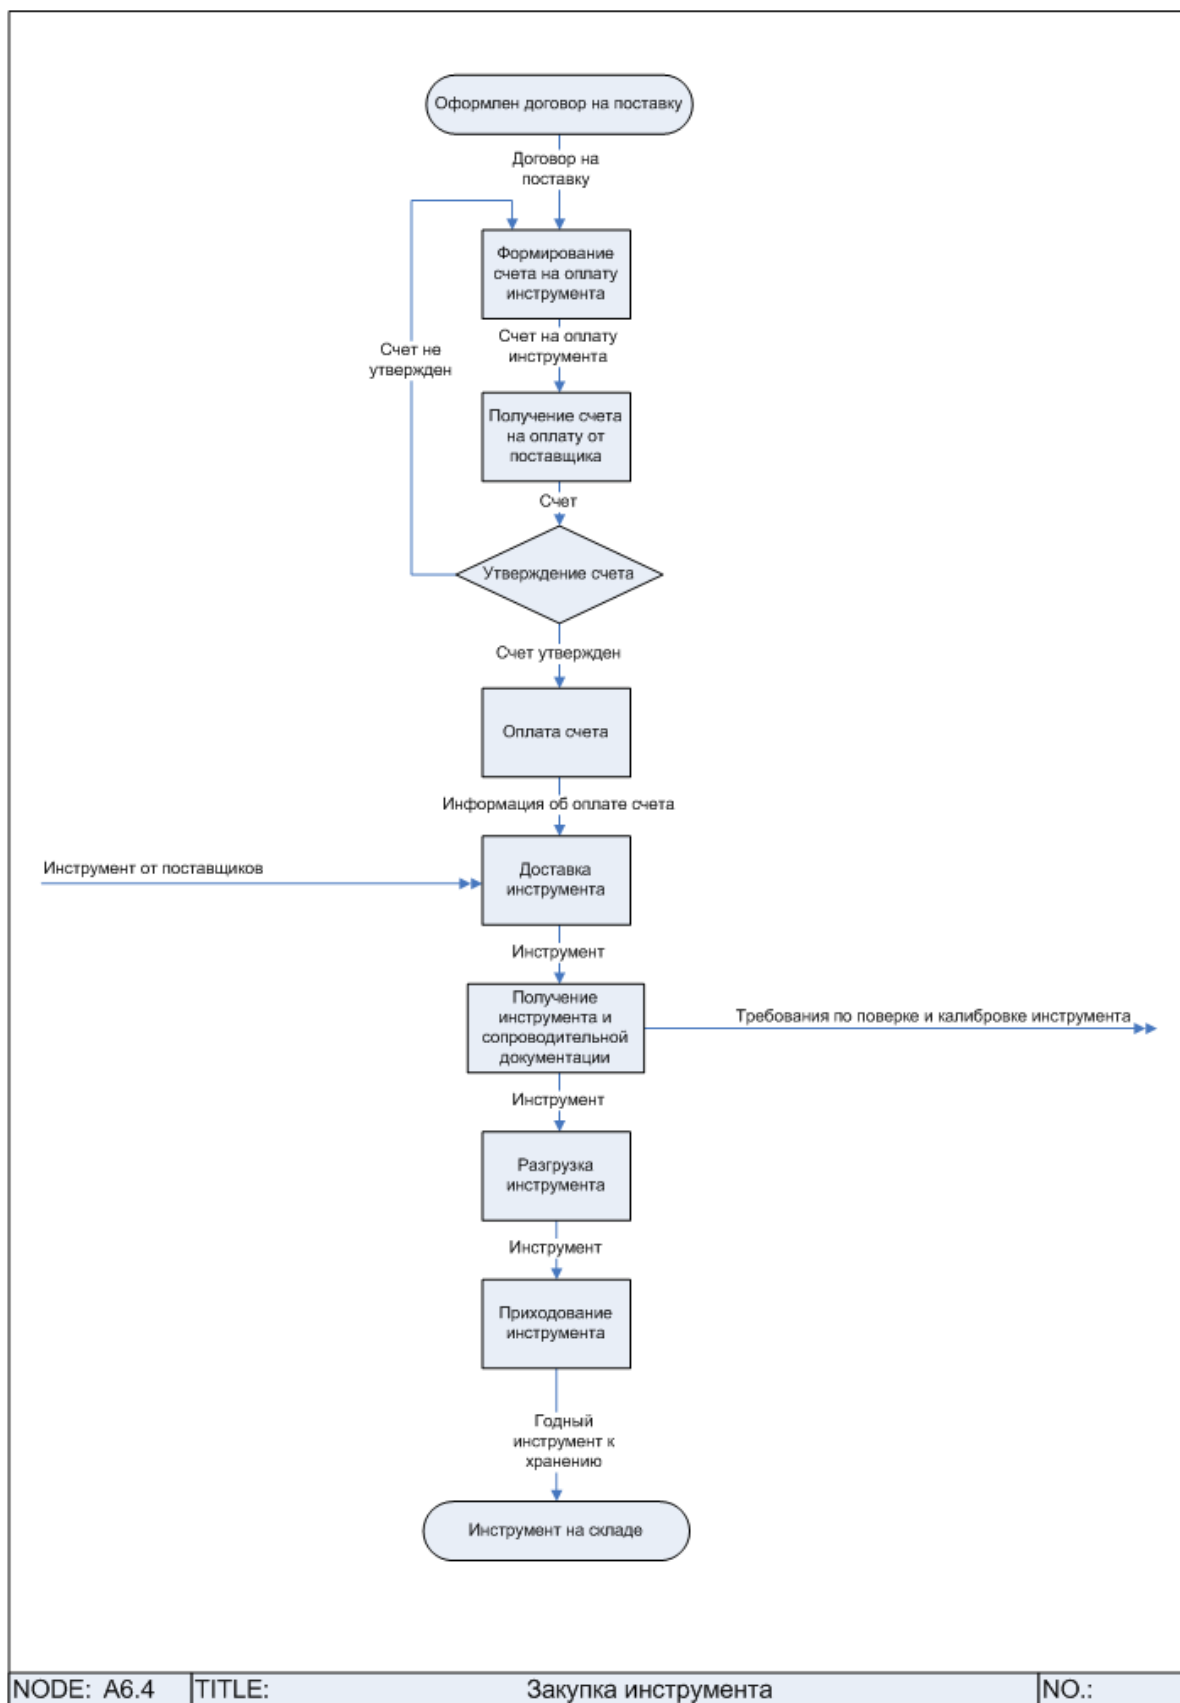 Оформлен договор на поставку
Договор на
поставку
Формирование
счета на оплату
инструмента
Счет на оплату
инструмента
Счет не
утвержден
Получение счета
на оплату от
поставщика
Счет
Утверждение счета
Счет утвержден
Оплата счета
Информация об оплате счета
Инструмент от поставщиков
Доставка
инструмента
Инструмент
Получение
инструмента и
сопроводительной
документации
Требования по поверке и калибровке инструмента
Инструмент
Разгрузка
инструмента
Инструмент
Приходование
инструмента
Годный
инструмент к
хранению
Инструмент на складе
NODE: A6.4 TITLE: Закупка инструмента NO.: